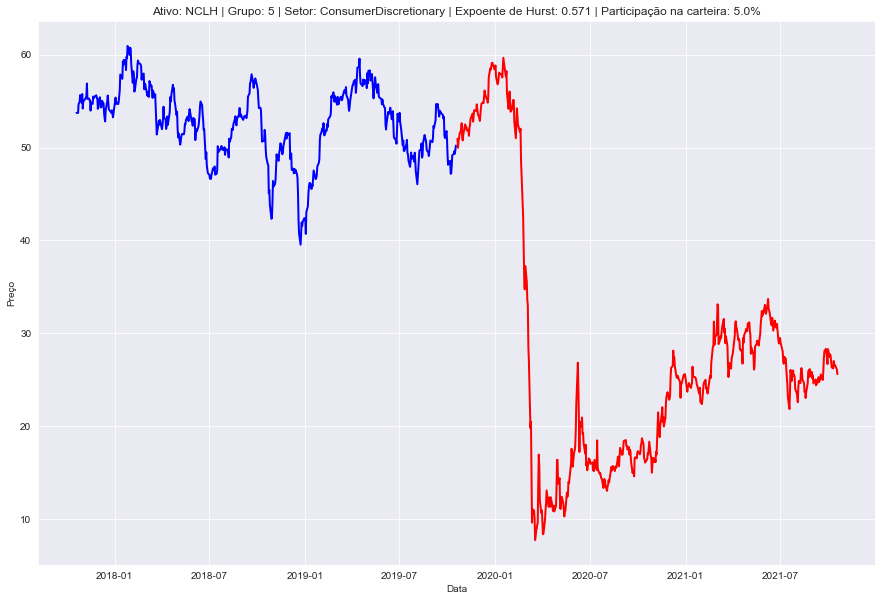 Ativo: NCLH | Grupo: 5 | Setor: ConsumerDiscretionary | Expoente de Hurst: 0.571 | Participação na carteira: 5.0%
60
50
40
30
20
10
Preço
2018-01 2018-07 2019-01 2019-07 2020-01 2020-07 2021-01 2021-07
Data